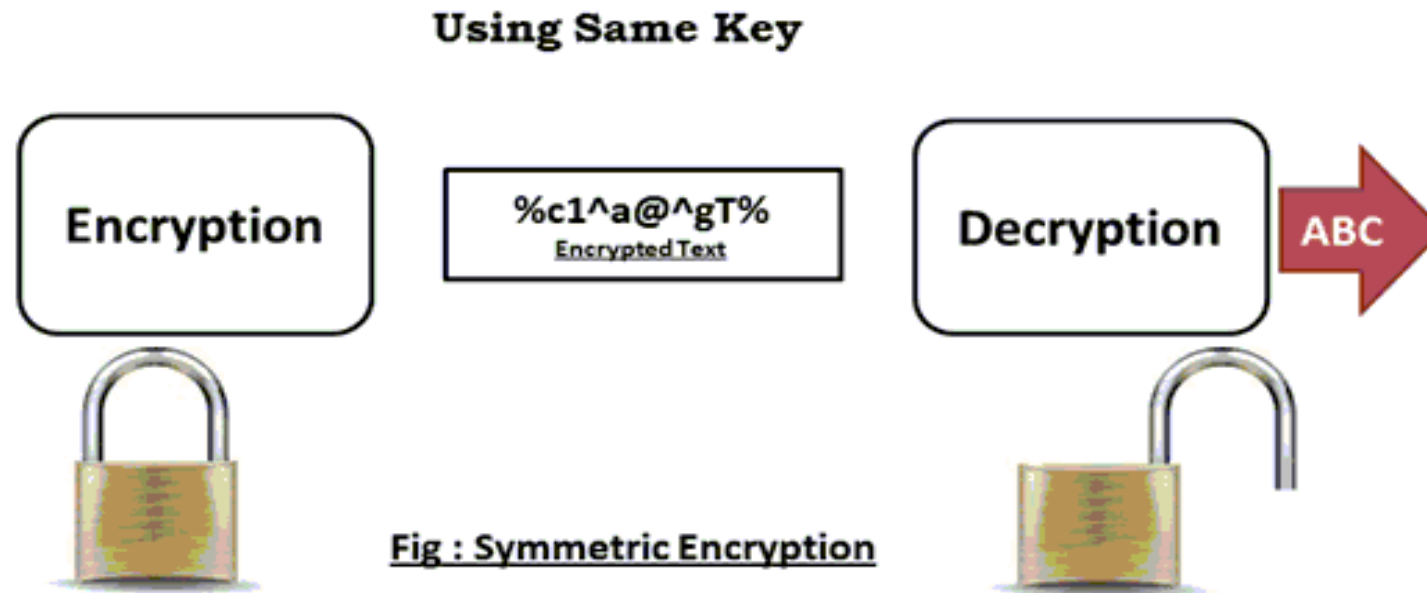 Using Same Key
Encryption
%c1^a@^gT%
Encrypted Text
Decryption
ABC
Fig : Symmetric Encryption